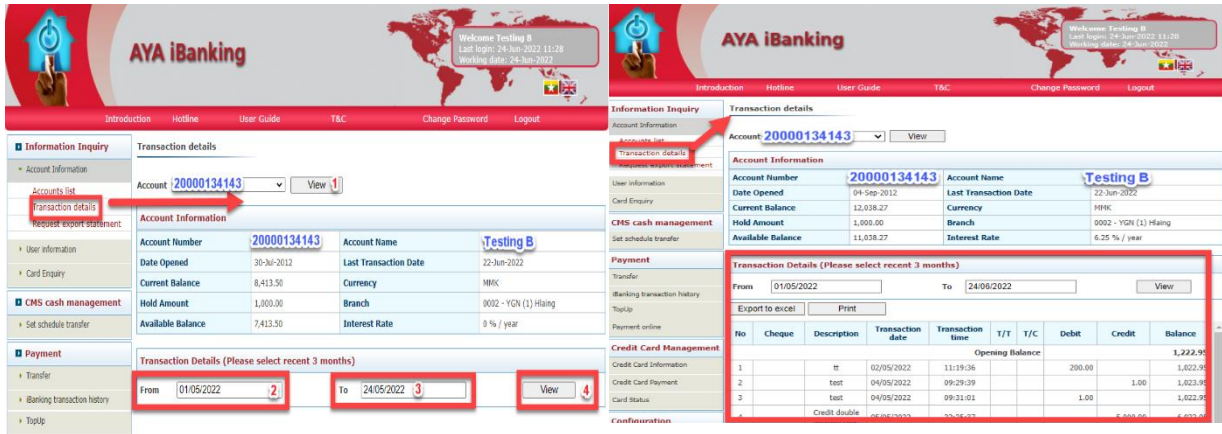 AYA iBanking
Welcome Testing B
Last login: 24-Jun-2022 11:28
Working date: 24-Jun-2022
Introduction Hotline User Guide T&C Change Password Logout
Information Inquiry
Account Information
Accounts list
Transaction details
Request export statement
User information
Card Enquiry
CMS cash management
Set schedule transfer
Payment
Transfer
iBanking transaction history
TopUp
Transaction details
Account 20000134143 View 1
Account Information
Account Number 20000134143 Account Name Testing B
Date Opened 30-Jul-2012 Last Transaction Date 22-Jun-2022
Current Balance 8,413.50 Currency MMK
Hold Amount 1,000.00 Branch 0002 - YGN (1) Hlaing
Available Balance 7,413.50 Interest Rate 0 % / year
Transaction Details (Please select recent 3 months)
From 01/05/2022 2 To 24/05/2022 3 View 4
AYA iBanking
Welcome Testing B
Last login: 24-Jun-2022 11:28
Working date: 24-Jun-2022
Introduction Hotline User Guide T&C Change Password Logout
Information Inquiry
Account Information
Accounts list
Transaction details
Request export statement
User information
Card Enquiry
CMS cash management
Set schedule transfer
Payment
Transfer
iBanking transaction history
TopUp
Payment online
Credit Card Management
Credit Card Information
Credit Card Payment
Card Status
Configuration
Transaction details
Account 20000134143 View
Account Information
Account Number 20000134143 Account Name Testing B
Date Opened 04-Sep-2012 Last Transaction Date 22-Jun-2022
Current Balance 12,038.27 Currency MMK
Hold Amount 1,000.00 Branch 0002 - YGN (1) Hlaing
Available Balance 11,038.27 Interest Rate 6.25 % / year
Transaction Details (Please select recent 3 months)
From 01/05/2022 To 24/06/2022 View
Export to excel Print
No Cheque Description Transaction date Transaction time T/T T/C Debit Credit Balance
Opening Balance 1,222.95
1 tt 02/05/2022 11:19:36 200.00 1,022.95
2 test 04/05/2022 09:29:39 1.00 1,023.95
3 test 04/05/2022 09:31:01 1.00 1,022.95
Credit double